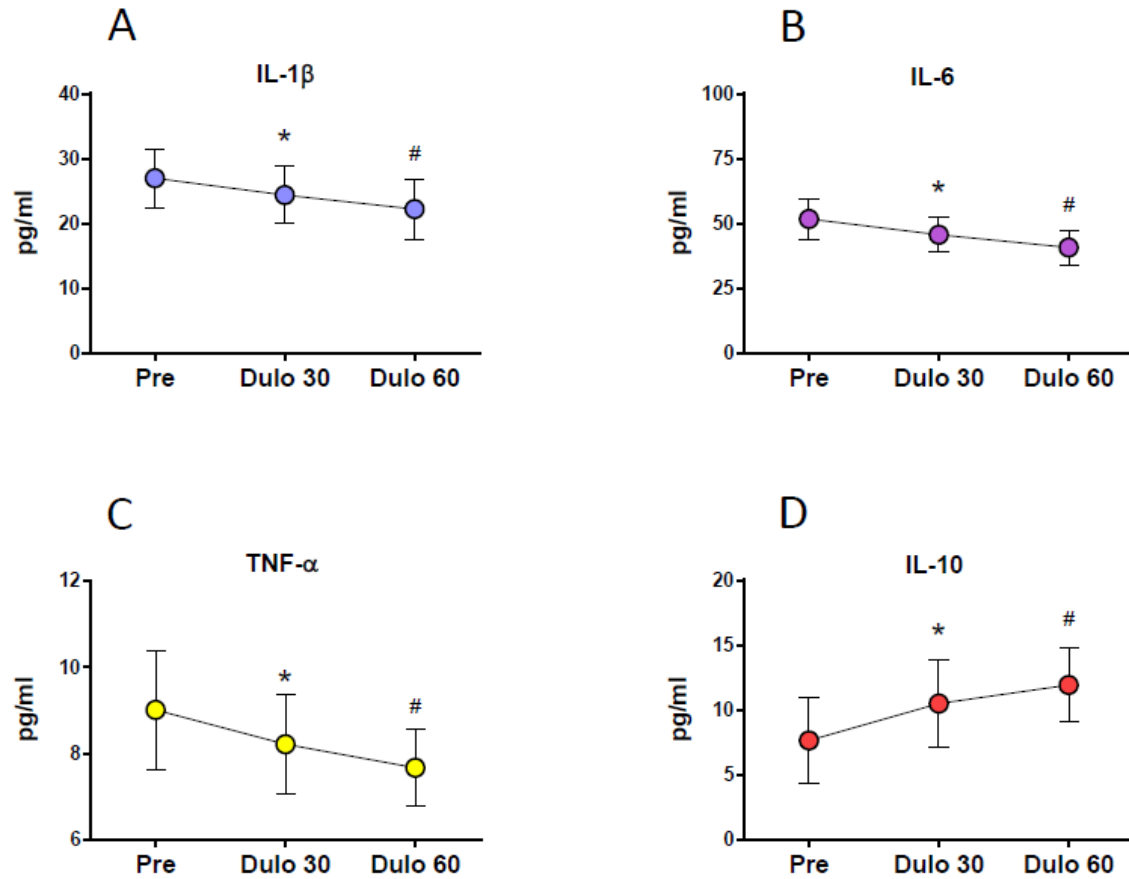 A
IL-1β
pg/ml
40
30
20
10
0
*
#
Pre Dulo 30 Dulo 60
B
IL-6
pg/ml
100
75
50
25
0
*
#
Pre Dulo 30 Dulo 60
C
TNF-α
pg/ml
12
10
8
6
*
#
Pre Dulo 30 Dulo 60
D
IL-10
pg/ml
20
15
10
5
0
*
#
Pre Dulo 30 Dulo 60